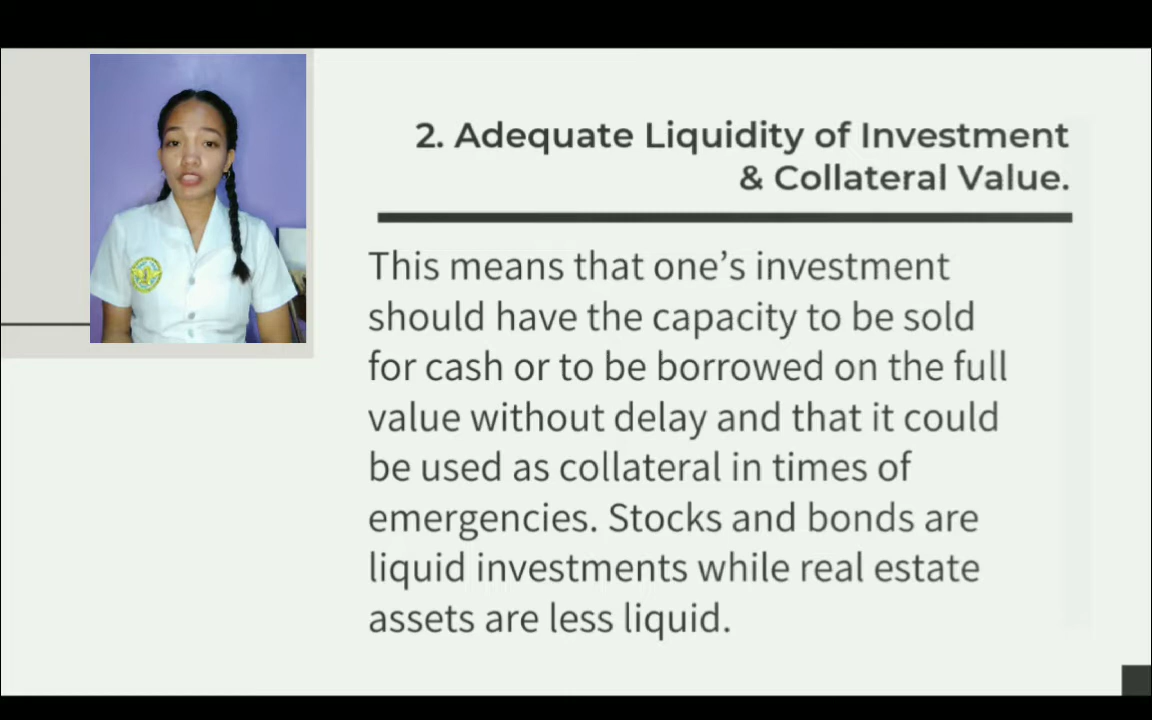 2. Adequate Liquidity of Investment
& Collateral Value.
This means that one’s investment
should have the capacity to be sold
for cash or to be borrowed on the full
value without delay and that it could
be used as collateral in times of
emergencies. Stocks and bonds are
liquid investments while real estate
assets are less liquid.